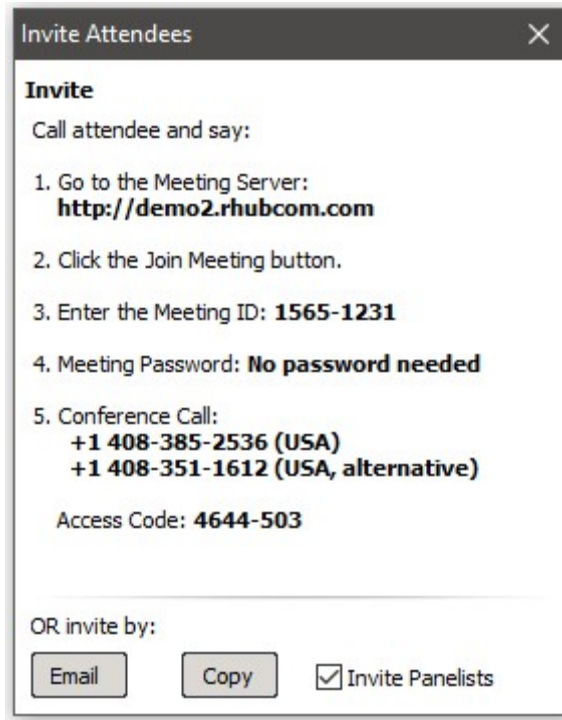 Invite Attendees
Invite
Call attendee and say:
1. Go to the Meeting Server:
http://demo2.rhubcom.com
2. Click the Join Meeting button.
3. Enter the Meeting ID: 1565-1231
4. Meeting Password: No password needed
5. Conference Call:
+1 408-385-2536 (USA)
+1 408-351-1612 (USA, alternative)
Access Code: 4644-503
OR invite by:
Email Copy Invite Panelists